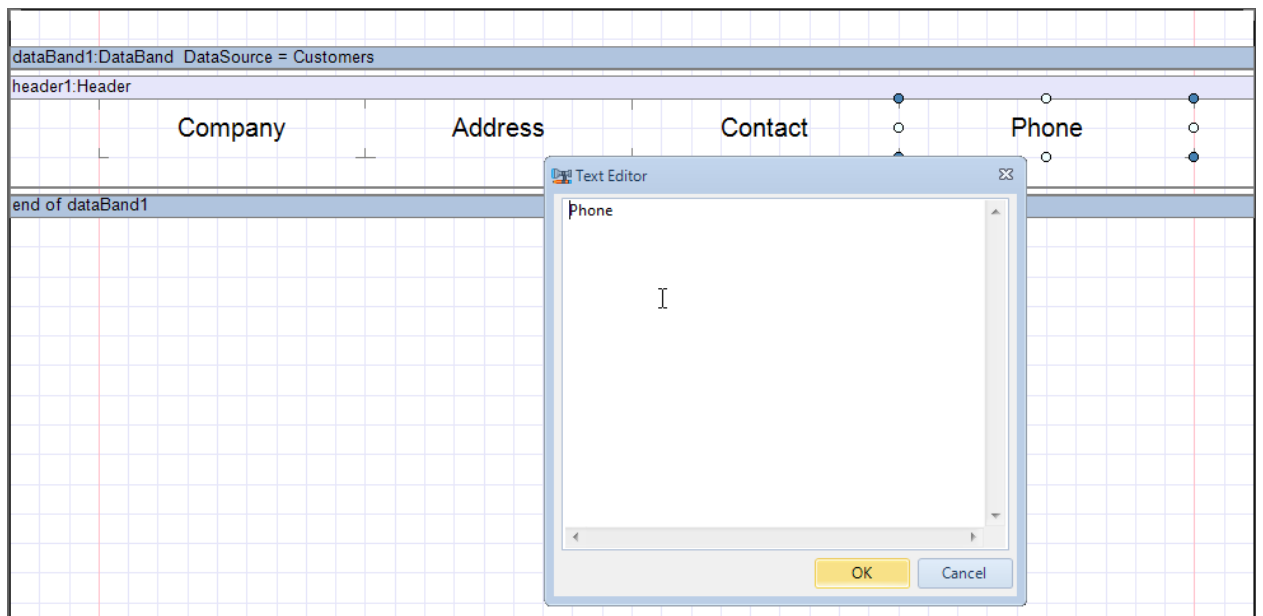 dataBand1:DataBand DataSource = Customers
header1:Header
Company Address Contact Phone
end of dataBand1
Text Editor
Phone
OK Cancel